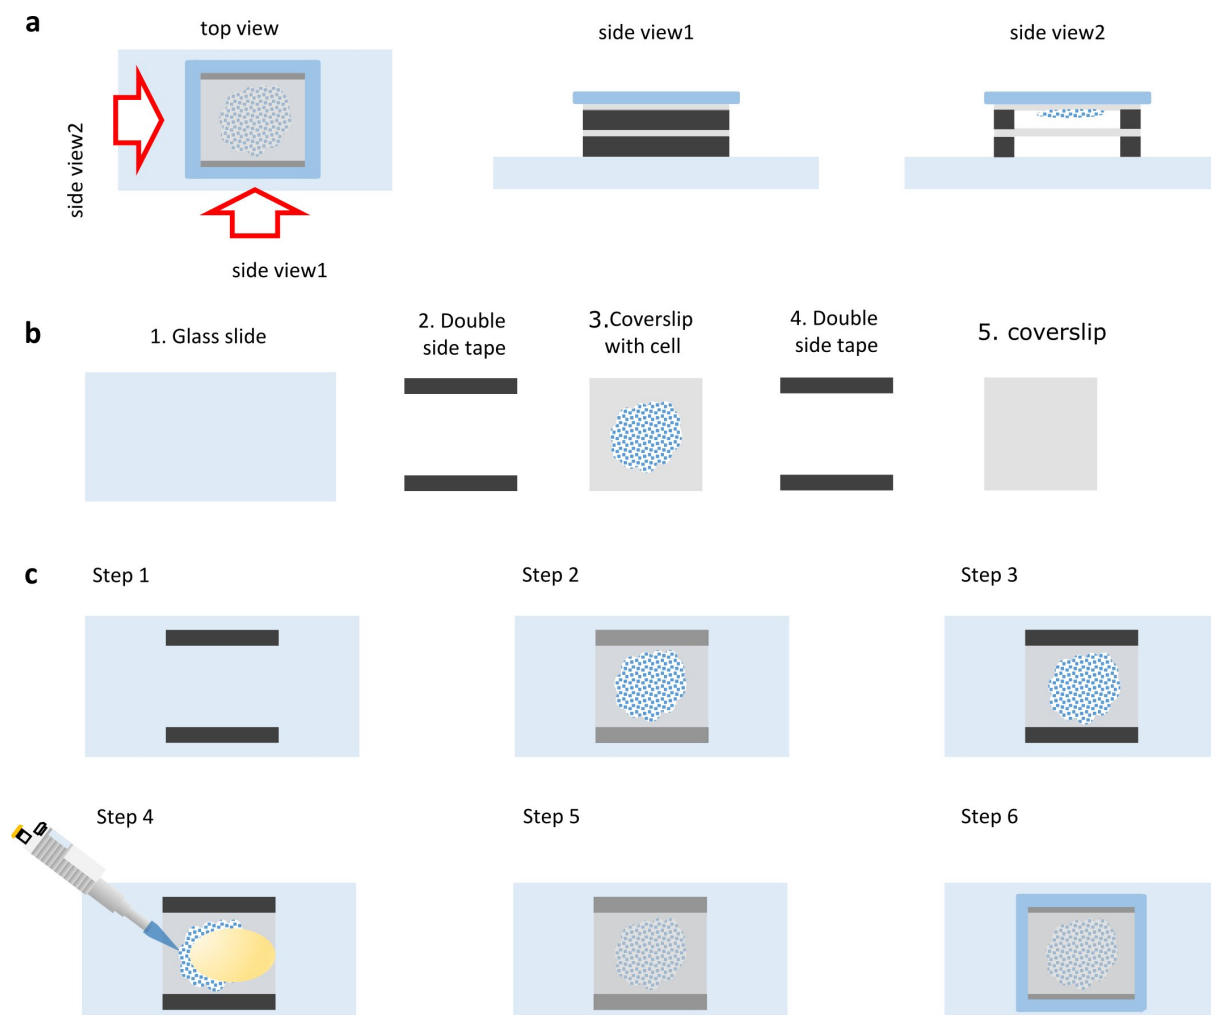 a
top view
side view1
side view2
side view2
side view1
b
1. Glass slide
2. Double
side tape
3.Coverslip
with cell
4. Double
side tape
5. coverslip
c
Step 1
Step 2
Step 3
Step 4
Step 5
Step 6